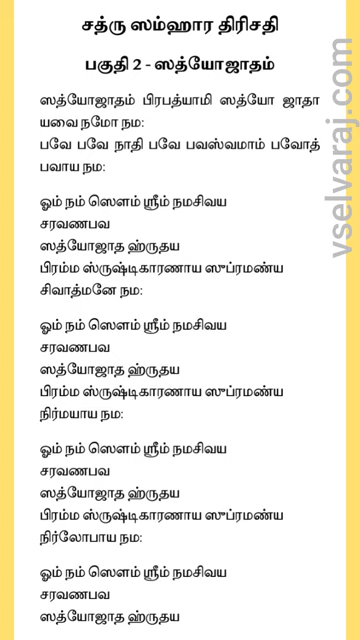 சத்ரு ஸம்ஹார திரிசதி
பகுதி 2 - ஸத்யோஜாதம்
ஸத்யோஜாதம் பிரபத்யாமி ஸத்யோ ஜாதா
யவை நமோ நம:
பவே பவே நாதி பவே பவஸ்வமாம் பவோத்
பவாய நம:
ஓம் நம் ஸௌம் ஸ்ரீம் நமசிவய
சரவணபவ
ஸத்யோஜாத ஹ்ருதய
பிரம்ம ஸ்ருஷ்டிகாரணாய ஸுப்ரமண்ய
சிவாத்மனே நம:
ஓம் நம் ஸௌம் ஸ்ரீம் நமசிவய
சரவணபவ
ஸத்யோஜாத ஹ்ருதய
பிரம்ம ஸ்ருஷ்டிகாரணாய ஸுப்ரமண்ய
நிர்மயாய நம:
ஓம் நம் ஸௌம் ஸ்ரீம் நமசிவய
சரவணபவ
ஸத்யோஜாத ஹ்ருதய
பிரம்ம ஸ்ருஷ்டிகாரணாய ஸுப்ரமண்ய
நிர்லோபாய நம:
ஓம் நம் ஸௌம் ஸ்ரீம் நமசிவய
சரவணபவ
ஸத்யோஜாத ஹ்ருதய
vselvaraj.com